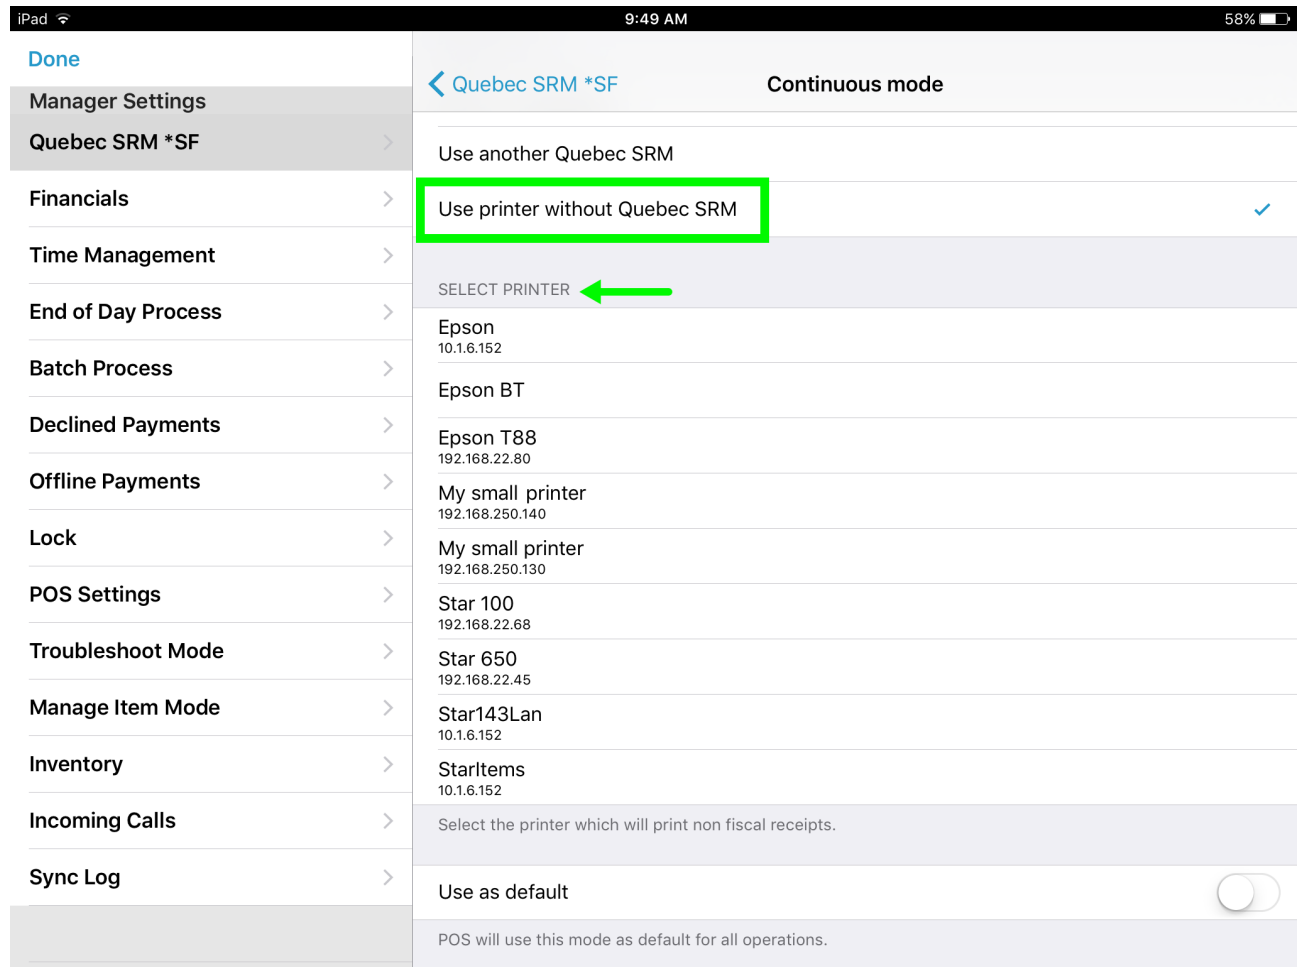 iPad 9:49 AM 58%
Done
Manager Settings
Quebec SRM *SF
Financials
Time Management
End of Day Process
Batch Process
Declined Payments
Offline Payments
Lock
POS Settings
Troubleshoot Mode
Manage Item Mode
Inventory
Incoming Calls
Sync Log
Quebec SRM *SF Continuous mode
Use another Quebec SRM
Use printer without Quebec SRM
SELECT PRINTER
Epson
10.1.6.152
Epson BT
Epson T88
192.168.22.80
My small printer
192.168.250.140
My small printer
192.168.250.130
Star 100
192.168.22.68
Star 650
192.168.22.45
Star143Lan
10.1.6.152
StarItems
10.1.6.152
Select the printer which will print non fiscal receipts.
Use as default
POS will use this mode as default for all operations.